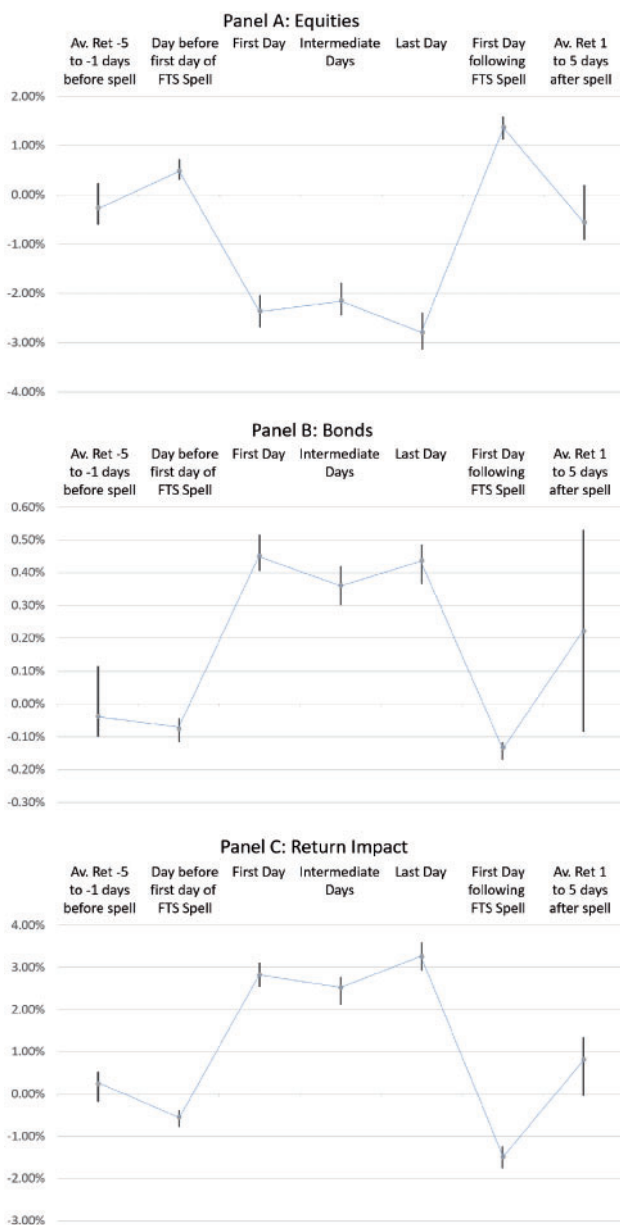 Panel A: Equities
Av. Ret -5 Day before First Day Intermediate Last Day First Day Av. Ret 1
to -1 days first day of Days following to 5 days
before spell FTS Spell FTS Spell after spell
2.00%
1.00%
0.00%
-1.00%
-2.00%
-3.00%
-4.00%
Panel B: Bonds
Av. Ret -5 Day before First Day Intermediate Last Day First Day Av. Ret 1
to -1 days first day of Days following to 5 days
before spell FTS Spell FTS Spell after spell
0.60%
0.50%
0.40%
0.30%
0.20%
0.10%
0.00%
-0.10%
-0.20%
-0.30%
Panel C: Return Impact
Av. Ret -5 Day before First Day Intermediate Last Day First Day Av. Ret 1
to -1 days first day of Days following to 5 days
before spell FTS Spell FTS Spell after spell
4.00%
3.00%
2.00%
1.00%
0.00%
-1.00%
-2.00%
-3.00%